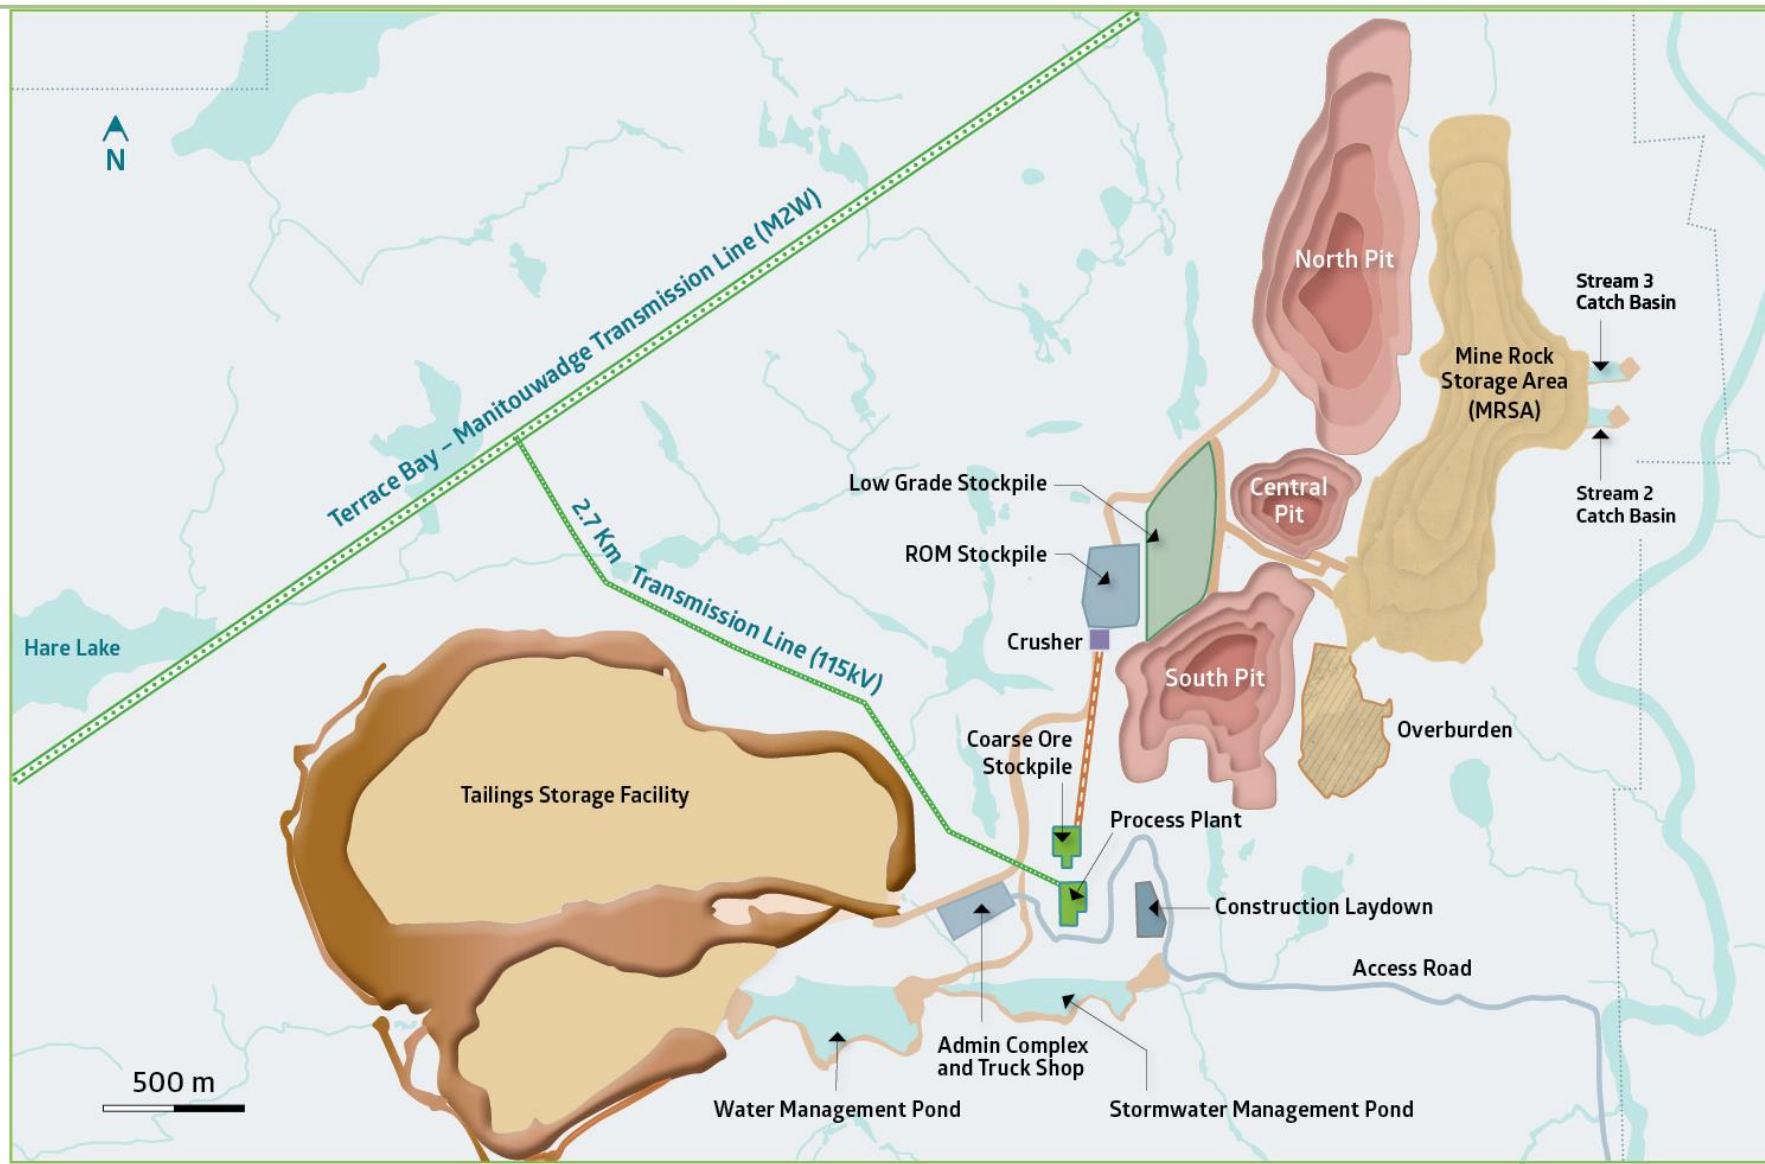 N
Terrace Bay – Manitouwadge Transmission Line (M2W)
North Pit
Stream 3
Catch Basin
Mine Rock
Storage Area
(MRSA)
Low Grade Stockpile
Central
Pit
Stream 2
Catch Basin
2.7 Km Transmission Line (115kV)
ROM Stockpile
Hare Lake
Crusher
South Pit
Overburden
Coarse Ore
Stockpile
Tailings Storage Facility
Process Plant
Construction Laydown
Access Road
Admin Complex
and Truck Shop
500 m
Water Management Pond
Stormwater Management Pond